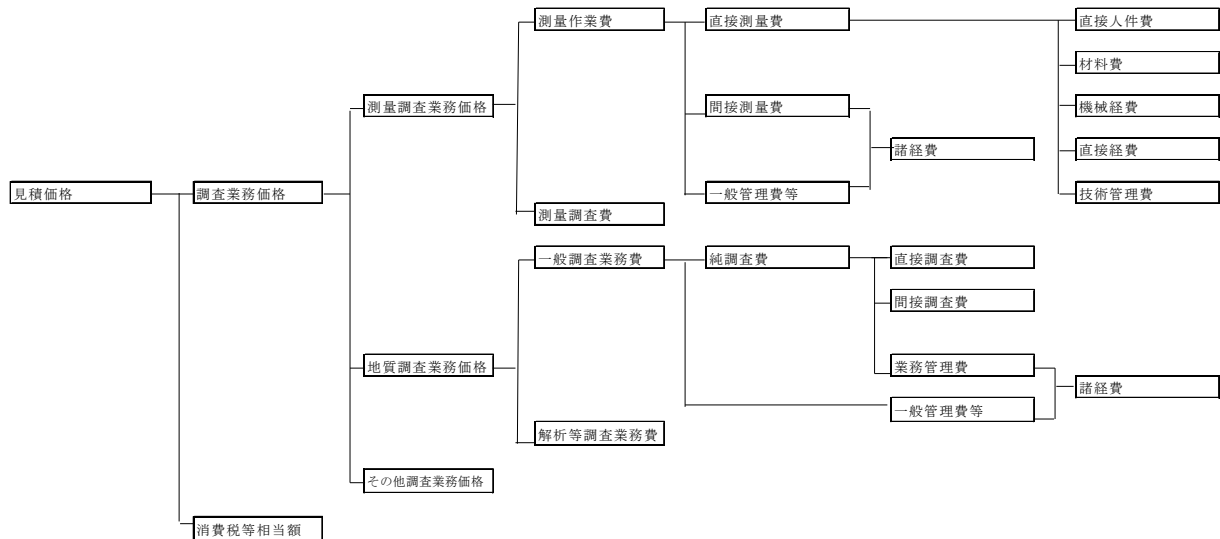 測量作業費
直接測量費
直接人件費
材料費
測量調査業務価格
間接測量費
機械経費
諸経費
直接経費
見積価格
調査業務価格
一般管理費等
技術管理費
測量調査費
一般調査業務費
純調査費
直接調査費
間接調査費
地質調査業務価格
業務管理費
諸経費
一般管理費等
解析等調査業務費
その他調査業務価格
消費税等相当額